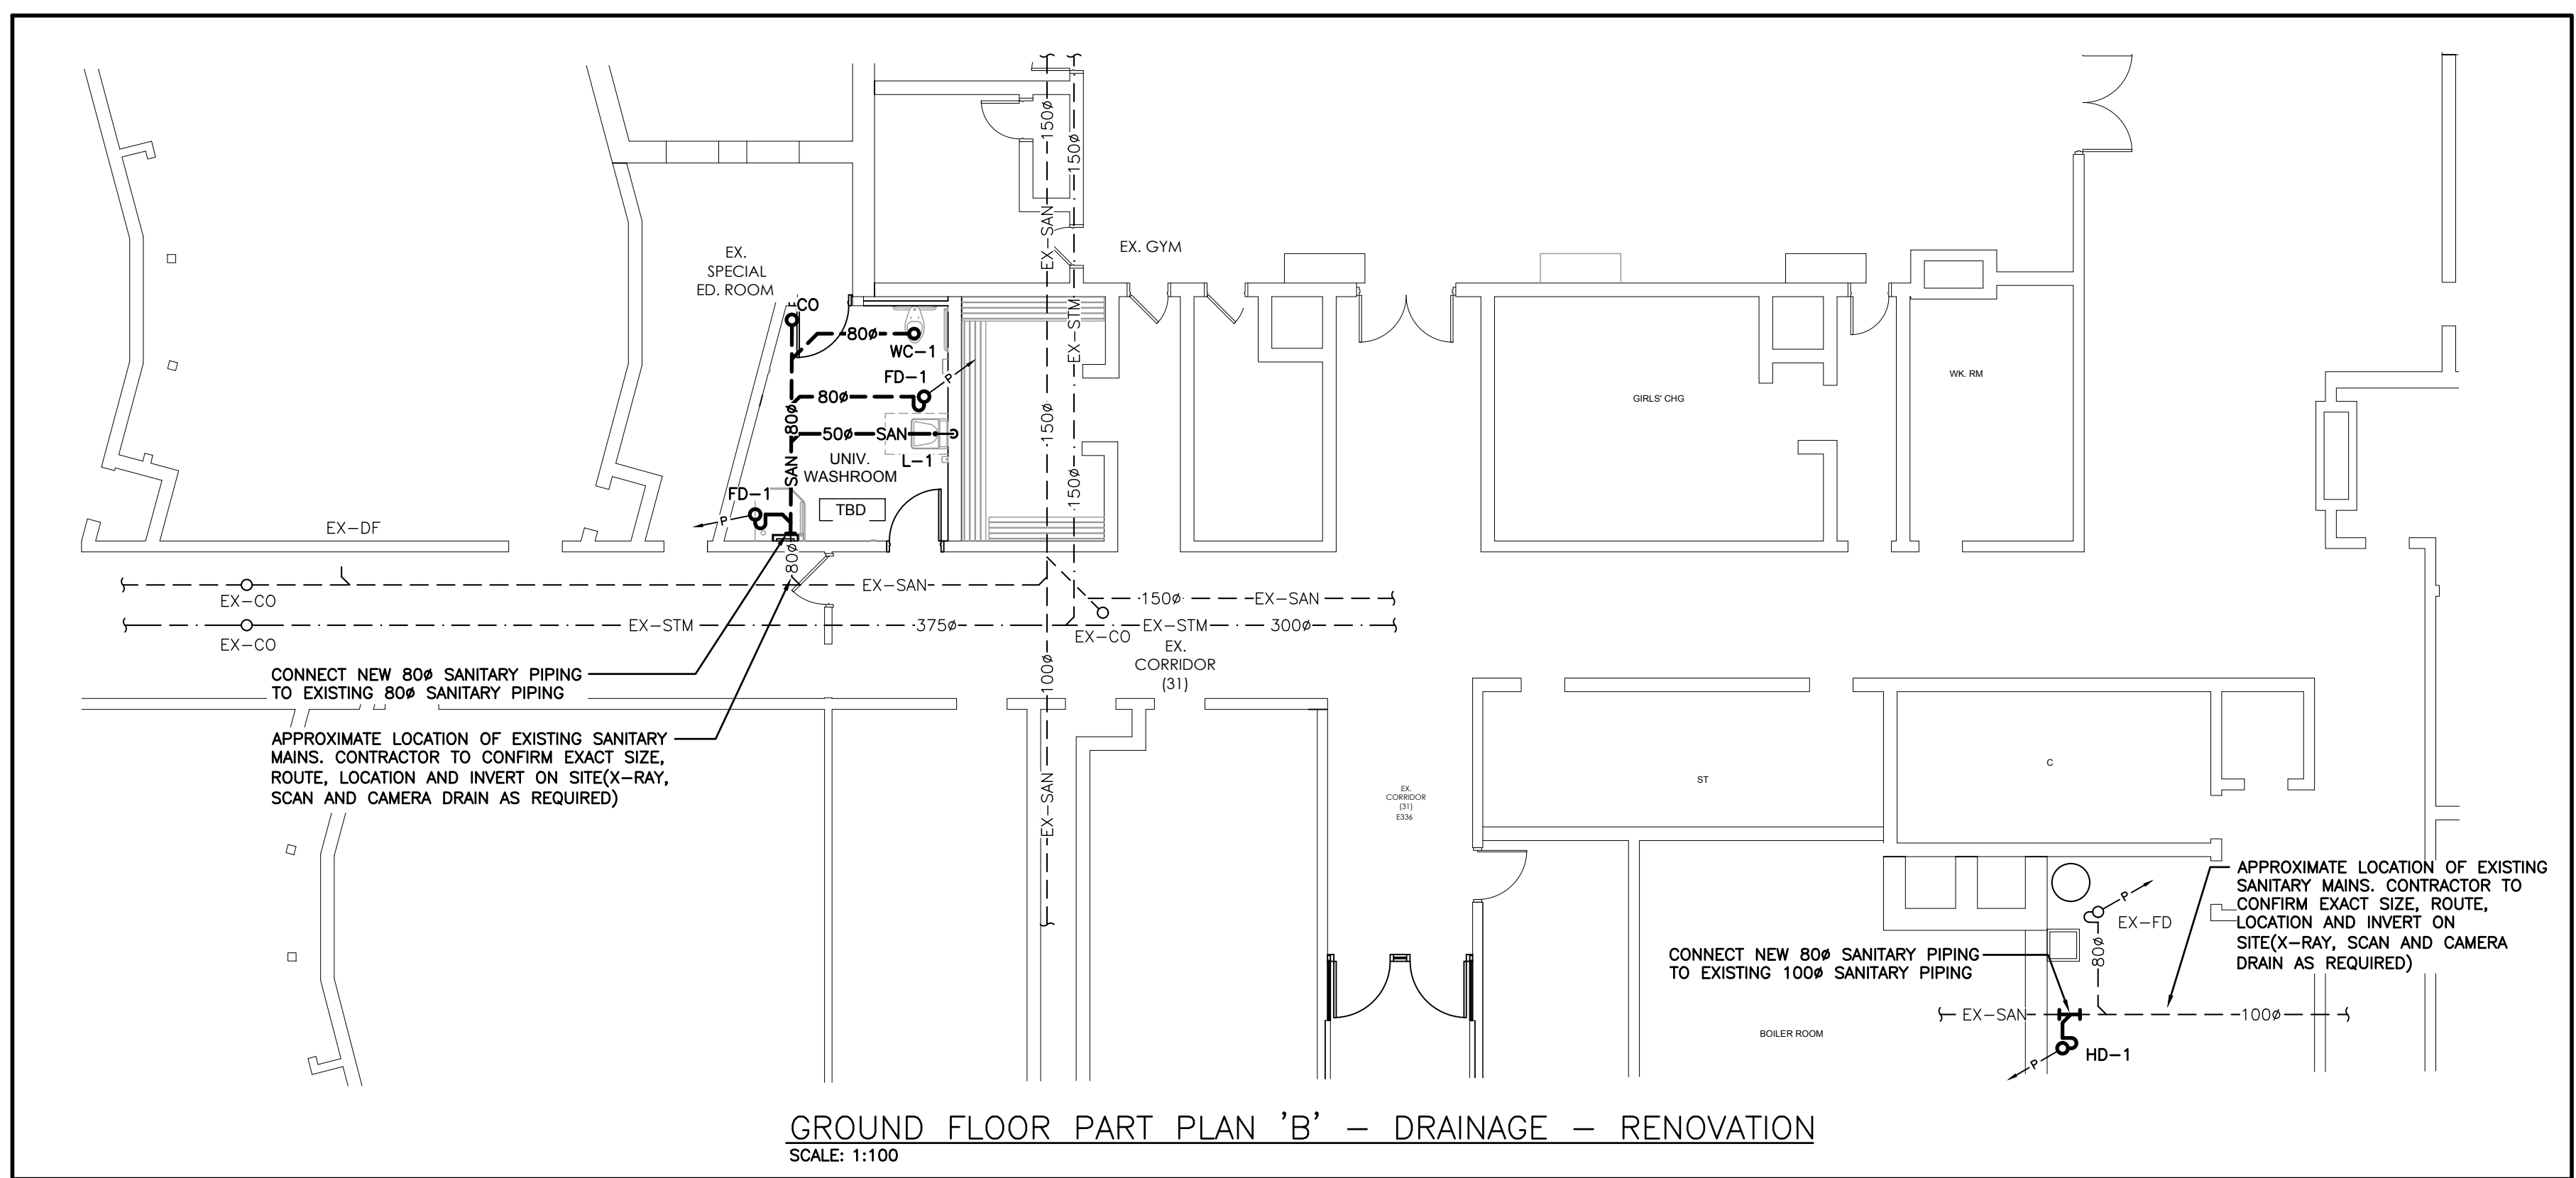 150ø
150ø
EX-SAN
EX-STM
EX. GYM
EX.
SPECIAL
ED. ROOM
CO
80ø
WC-1
FD-1
P
80ø
80ø
SAN
50ø SAN
L-1
UNIV.
WASHROOM
FD-1
P
TBD
80ø
150ø
150ø
GIRLS' CHG
WK. RM
EX-DF
EX-CO
EX-SAN
EX-CO
EX-STM
375ø
150ø EX-SAN
EX-CO
EX-STM
300ø
EX.
CORRIDOR
(31)
100ø
EX-SAN
CONNECT NEW 80ø SANITARY PIPING
TO EXISTING 80ø SANITARY PIPING
APPROXIMATE LOCATION OF EXISTING SANITARY
MAINS. CONTRACTOR TO CONFIRM EXACT SIZE,
ROUTE, LOCATION AND INVERT ON SITE(X-RAY,
SCAN AND CAMERA DRAIN AS REQUIRED)
EX.
CORRIDOR
(31)
E336
ST
C
BOILER ROOM
P
EX-FD
80ø
APPROXIMATE LOCATION OF EXISTING
SANITARY MAINS. CONTRACTOR TO
CONFIRM EXACT SIZE, ROUTE,
LOCATION AND INVERT ON
SITE(X-RAY, SCAN AND CAMERA
DRAIN AS REQUIRED)
CONNECT NEW 80ø SANITARY PIPING
TO EXISTING 100ø SANITARY PIPING
EX-SAN
100ø
HD-1
P
GROUND FLOOR PART PLAN 'B' - DRAINAGE - RENOVATION
SCALE: 1:100